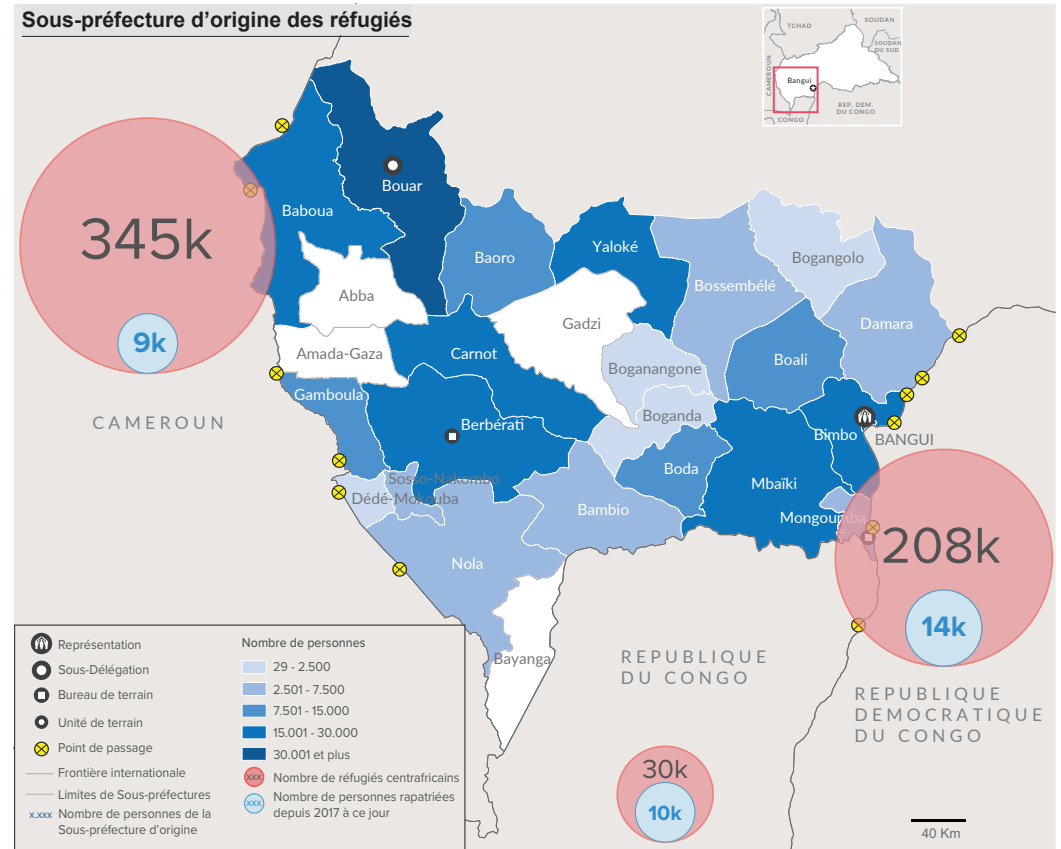 Sous-préfecture d'origine des réfugiés
TCHAD
SOUDAN
SOUDAN
DU SUD
CAMEROUN
Bangui
REP. DEM.
DU CONGO
CONGO
Bouar
Baboua
345k
9k
CAMEROUN
Abba
Baoro
Yaloké
Bogangolo
Bossembélé
Damara
Gadzi
Amada-Gaza
Carnot
Boganangone
Boali
Gamboula
Berbérati
Boganda
Bimbo
BANGUI
Sosso-Nakombo
Dédé-Mokouba
Boda
Mbaïki
Bambio
Mongoumba
Nola
208k
14k
Bayanga
REPUBLIQUE
DU CONGO
REPUBLIQUE
DEMOCRATIQUE
DU CONGO
30k
10k
40 Km
Représentation
Sous-Délégation
Bureau de terrain
Unité de terrain
Point de passage
Frontière internationale
Limites de Sous-préfectures
x.xxx Nombre de personnes de la
Sous-préfecture d'origine
Nombre de personnes
29 - 2.500
2.501 - 7.500
7.501 - 15.000
15.001 - 30.000
30.001 et plus
xxx Nombre de réfugiés centrafricains
xxx Nombre de personnes rapatriées
depuis 2017 à ce jour